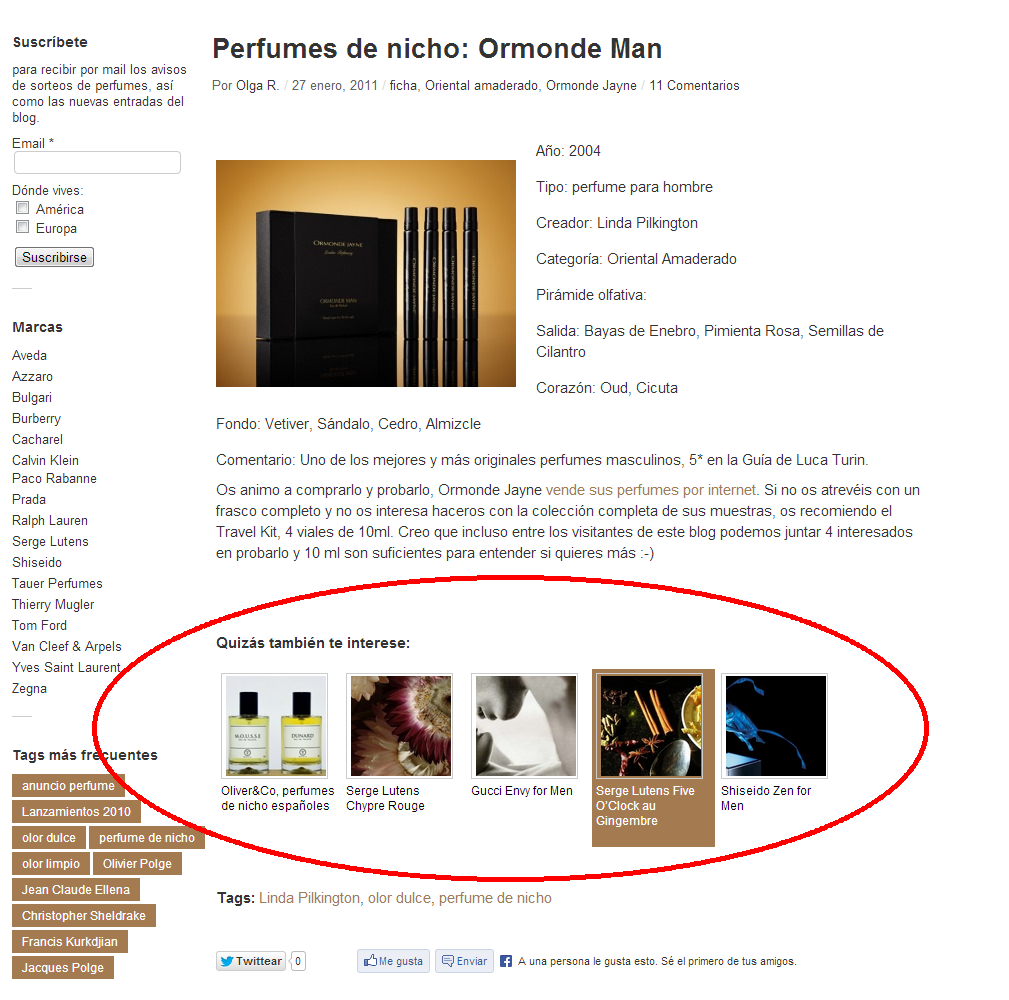 Suscríbete
para recibir por mail los avisos
de sorteos de perfumes, así
como las nuevas entradas del
blog.
Email *
Dónde vives:
América
Europa
Suscribirse
Marcas
Aveda
Azzaro
Bulgari
Burberry
Cacharel
Calvin Klein
Paco Rabanne
Prada
Ralph Lauren
Serge Lutens
Shiseido
Tauer Perfumes
Thierry Mugler
Tom Ford
Van Cleef & Arpels
Yves Saint Laurent
Zegna
Tags más frecuentes
anuncio perfume
Lanzamientos 2010
olor dulce perfume de nicho
olor limpio Olivier Polge
Jean Claude Ellena
Christopher Sheldrake
Francis Kurkdjian
Jacques Polge
Perfumes de nicho: Ormonde Man
Por Olga R. / 27 enero, 2011 / ficha, Oriental amaderado, Ormonde Jayne / 11 Comentarios
ORMONDE JAYNE
London Perfumery
ORMONDE MAN
Año: 2004
Tipo: perfume para hombre
Creador: Linda Pilkington
Categoría: Oriental Amaderado
Pirámide olfativa:
Salida: Bayas de Enebro, Pimienta Rosa, Semillas de
Cilantro
Corazón: Oud, Cicuta
Fondo: Vetiver, Sándalo, Cedro, Almizcle
Comentario: Uno de los mejores y más originales perfumes masculinos, 5* en la Guía de Luca Turin.
Os animo a comprarlo y probarlo, Ormonde Jayne vende sus perfumes por internet. Si no os atrevéis con un
frasco completo y no os interesa haceros con la colección completa de sus muestras, os recomiendo el
Travel Kit, 4 viales de 10ml. Creo que incluso entre los visitantes de este blog podemos juntar 4 interesados
en probarlo y 10 ml son suficientes para entender si quieres más :-)
Quizás también te interese:
M.O.U.S.S.E
DUNARD
Oliver&Co, perfumes
de nicho españoles
Serge Lutens
Chypre Rouge
Gucci Envy for Men
Serge Lutens Five
O'Clock au
Gingembre
Shiseido Zen for
Men
Tags: Linda Pilkington, olor dulce, perfume de nicho
Twittear 0 Me gusta Enviar A una persona le gusta esto. Sé el primero de tus amigos.